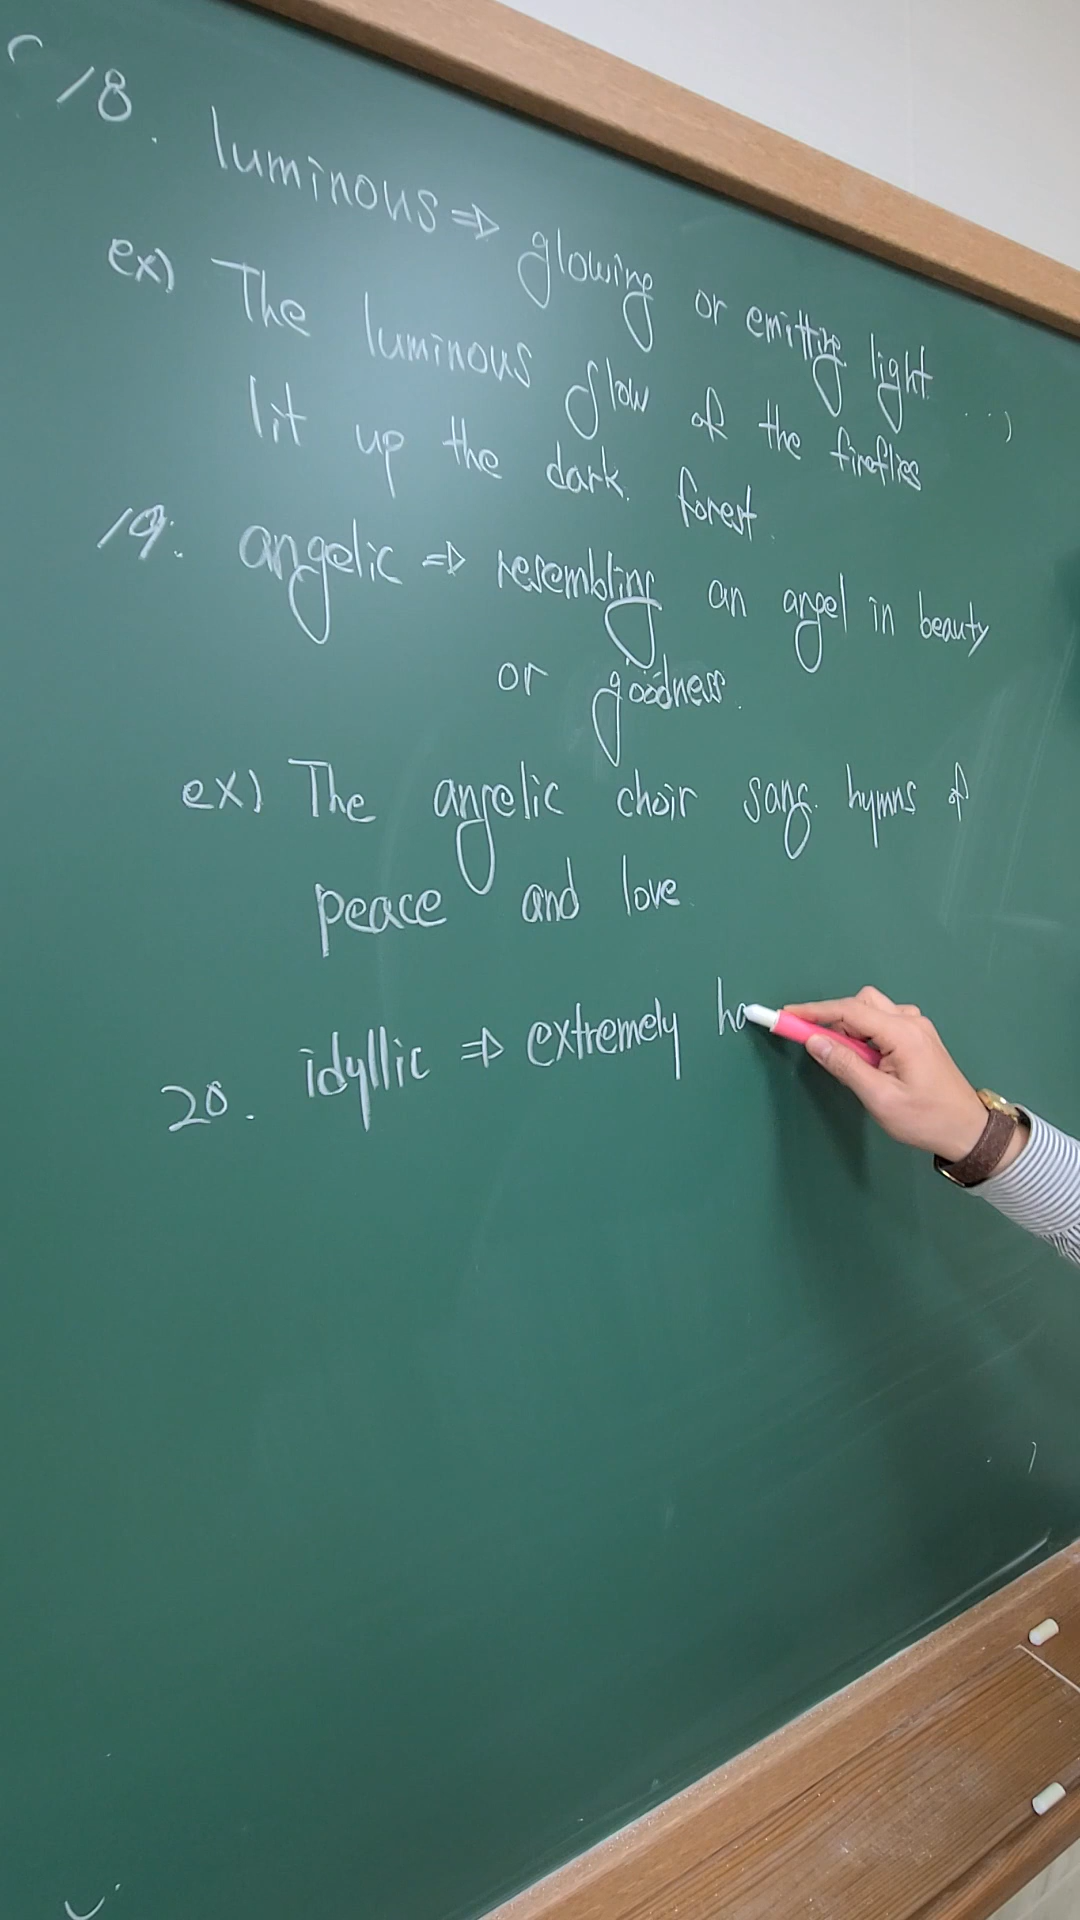 18. luminous ⇒ glowing or emitting light
ex) The luminous glow of the fireflies
lit up the dark forest.
19. angelic ⇒ resembling an angel in beauty
or goodness.
ex) The angelic choir sang hymns of
peace and love.
20. idyllic ⇒ extremely ha